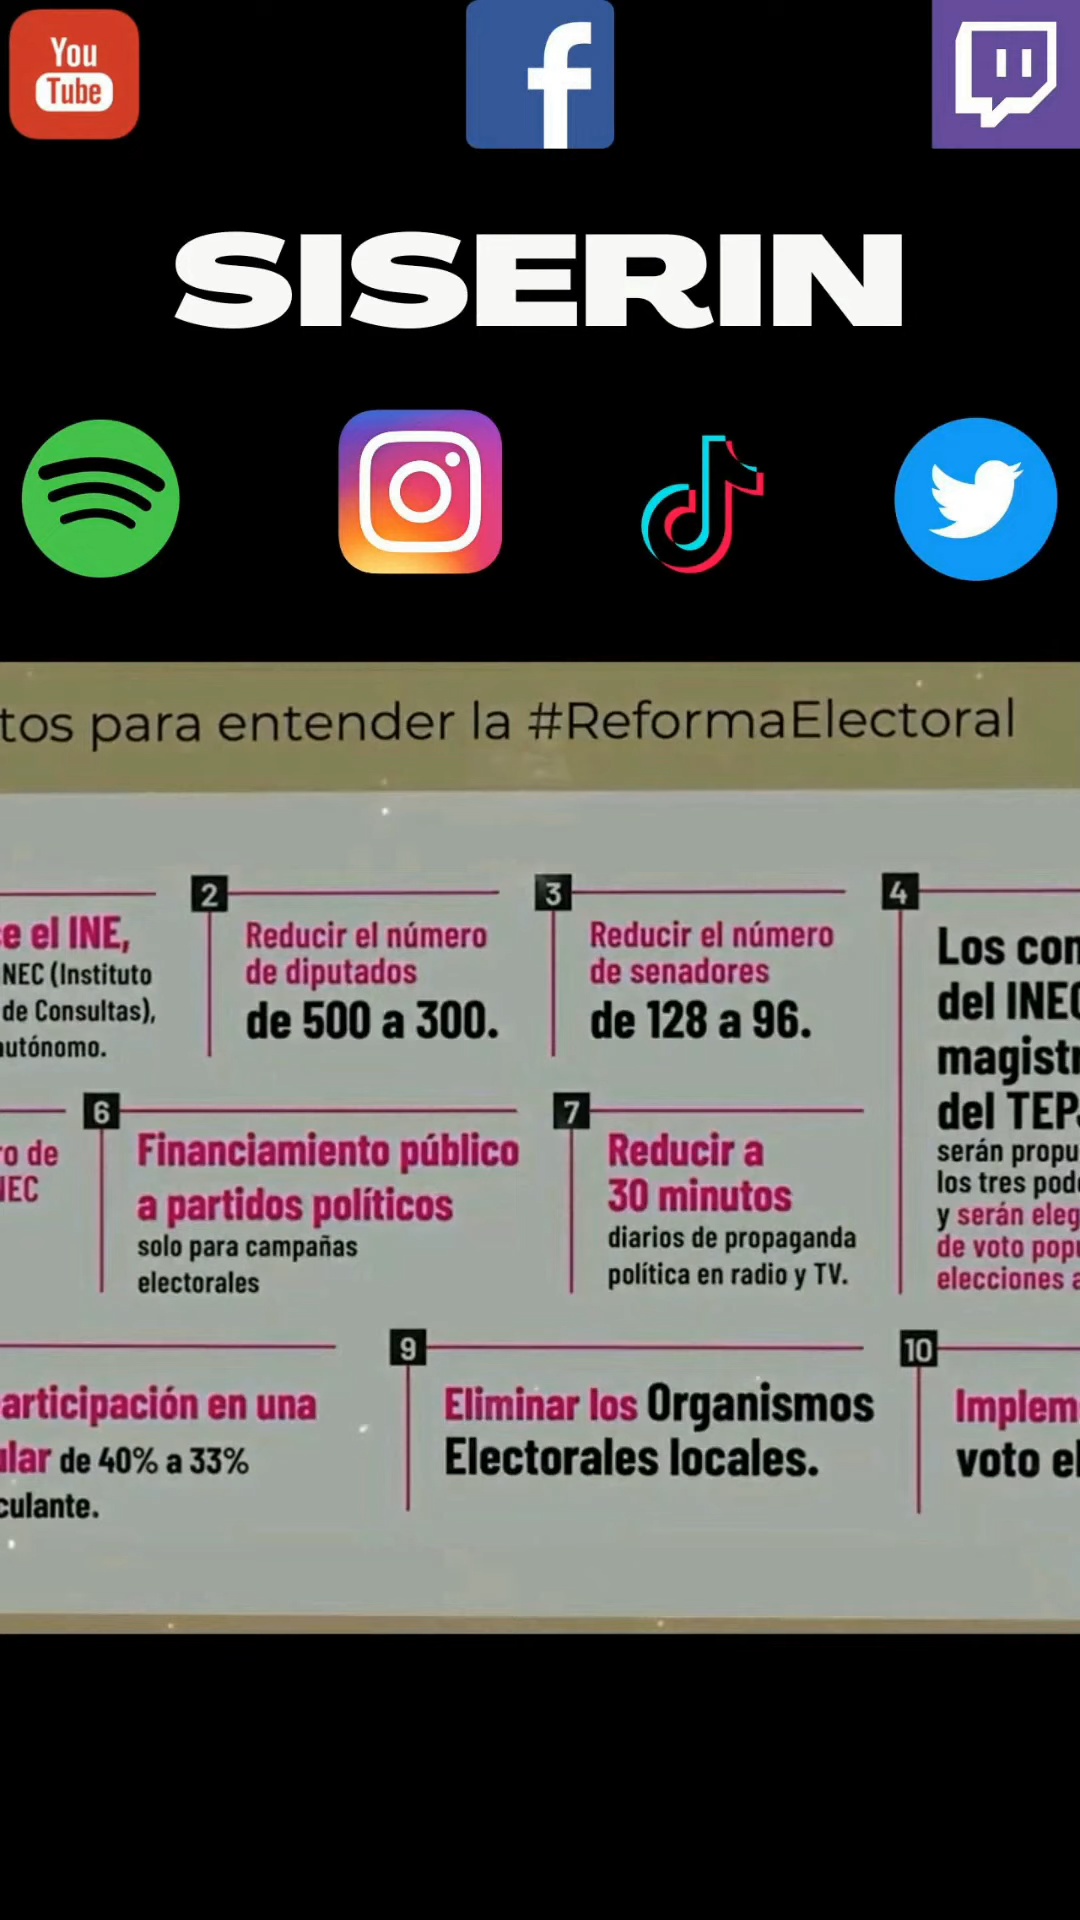 You
Tube
SISERIN
tos para entender la #ReformaElectoral
e el INE,
NEC (Instituto
de Consultas),
autónomo.
2
Reducir el número
de diputados
de 500 a 300.
3
Reducir el número
de senadores
de 128 a 96.
4
Los con
del INEC
magistr
del TEP
serán propu
los tres pod
y serán eleg
de voto popu
elecciones a
ro de
NEC
6
Financiamiento público
a partidos políticos
solo para campañas
electorales
7
Reducir a
30 minutos
diarios de propaganda
política en radio y TV.
articipación en una
ular de 40% a 33%
culante.
9
Eliminar los Organismos
Electorales locales.
10
Implem
voto el